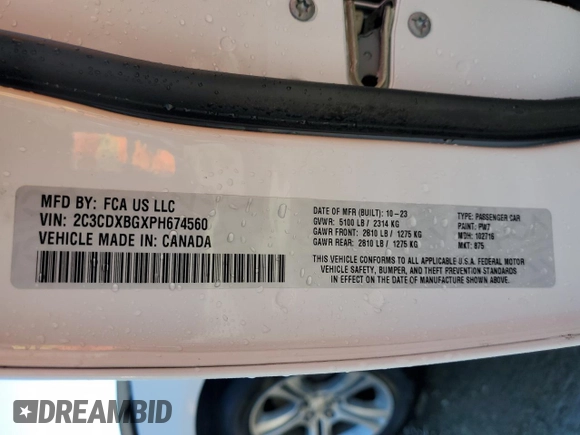 MFD BY: FCA US LLC
VIN: 2C3CDXBGXPH674560
VEHICLE MADE IN: CANADA
DATE OF MFR (BUILT): 10-23
GVWR: 5100 LB / 2314 KG
GAWR FRONT: 2810 LB / 1275 KG
GAWR REAR: 2810 LB / 1275 KG
TYPE: PASSENGER CAR
PAINT: PW7
MDH: 102718
MKT: 875
THIS VEHICLE CONFORMS TO ALL APPLICABLE U.S.A. FEDERAL MOTOR
VEHICLE SAFETY, BUMPER, AND THEFT PREVENTION STANDARDS
IN EFFECT ON THE DATE OF MANUFACTURE SHOWN ABOVE.
DREAMBID